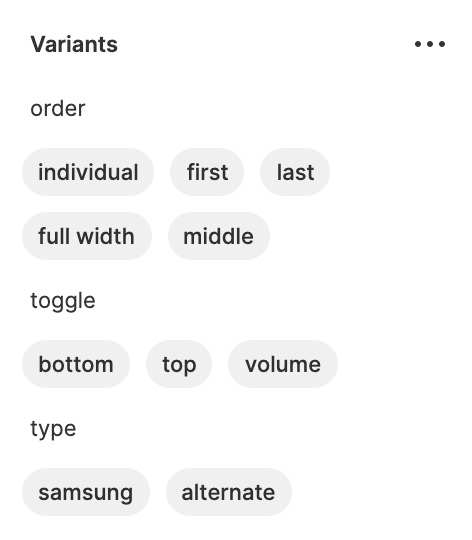 Variants
order
individual first last
full width middle
toggle
bottom top volume
type
samsung alternate